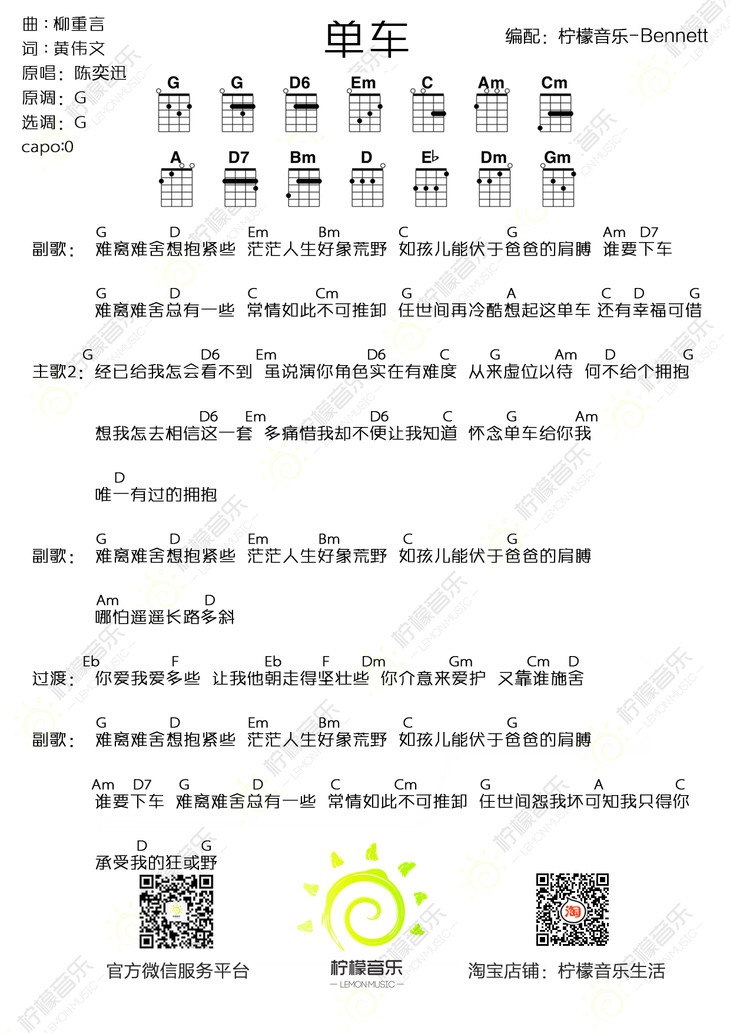 单车
曲：柳重言
词：黄伟文
原唱：陈奕迅
原调：G
选调：G
capo:0
编配：柠檬音乐-Bennett
G G D6 Em C Am Cm
A D7 Bm D E♭ Dm Gm
G D Em Bm C G Am D7
副歌： 难离难舍想抱紧些 茫茫人生好象荒野 如孩儿能伏于爸爸的肩膊 谁要下车
G D C Cm G A C D G
难离难舍总有一些 常情如此不可推卸 任世间再冷酷想起这单车 还有幸福可借
G D6 Em D6 C G Am D G
主歌2： 经已给我怎会看不到 虽说演你角色实在有难度 从来虚位以待 何不给个拥抱
D6 Em D6 C G Am
想我怎去相信这一套 多痛惜我却不便让我知道 怀念单车给你我
D
唯一有过的拥抱
G D Em Bm C G
副歌： 难离难舍想抱紧些 茫茫人生好象荒野 如孩儿能伏于爸爸的肩膊
Am D
哪怕遥遥长路多斜
Eb F Eb F Dm Gm Cm D
过渡： 你爱我爱多些 让我他朝走得坚壮些 你介意来爱护 又靠谁施舍
G D Em Bm C G
副歌： 难离难舍想抱紧些 茫茫人生好象荒野 如孩儿能伏于爸爸的肩膊
Am D7 G D C Cm G A C
谁要下车 难离难舍总有一些 常情如此不可推卸 任世间怨我坏可知我只得你
D G
承受我的狂或野
淘
柠檬音乐
—LEMON MUSIC—
官方微信服务平台
淘宝店铺：柠檬音乐生活